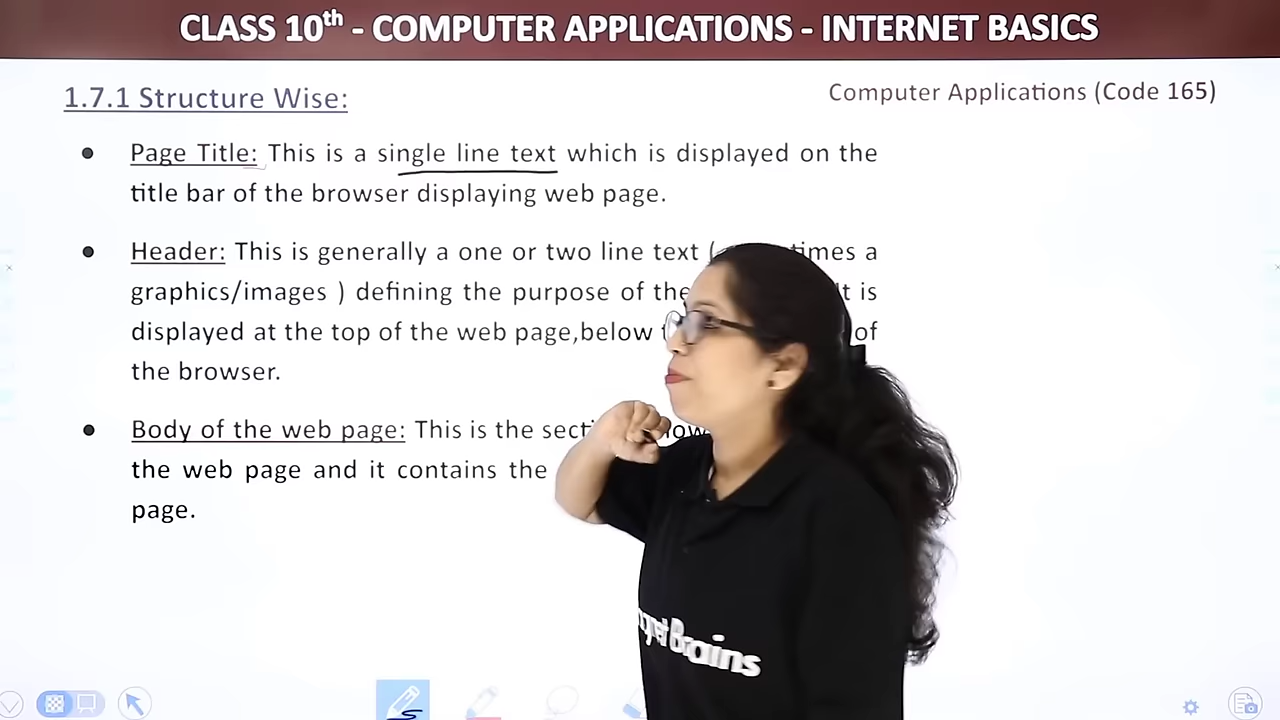 CLASS 10th - COMPUTER APPLICATIONS - INTERNET BASICS
1.7.1 Structure Wise:
Computer Applications (Code 165)
● Page Title: This is a single line text which is displayed on the
title bar of the browser displaying web page.
● Header: This is generally a one or two line text ( a
graphics/images ) defining the purpose of the It is
displayed at the top of the web page,below of
the browser.
● Body of the web page: This is the
the web page and it contains the
page.
Brains